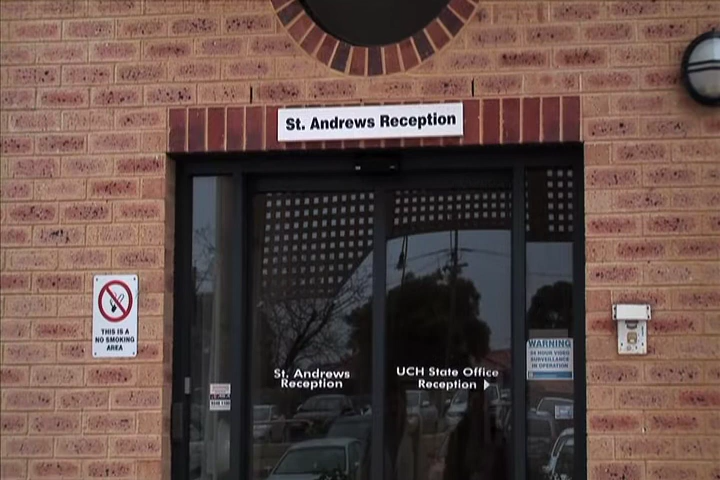 St. Andrews Reception
THIS IS A
NO SMOKING
AREA
St. Andrews
Reception
UCH State Office
Reception
WARNING
24 HOUR VIDEO
SURVEILLANCE
IN OPERATION